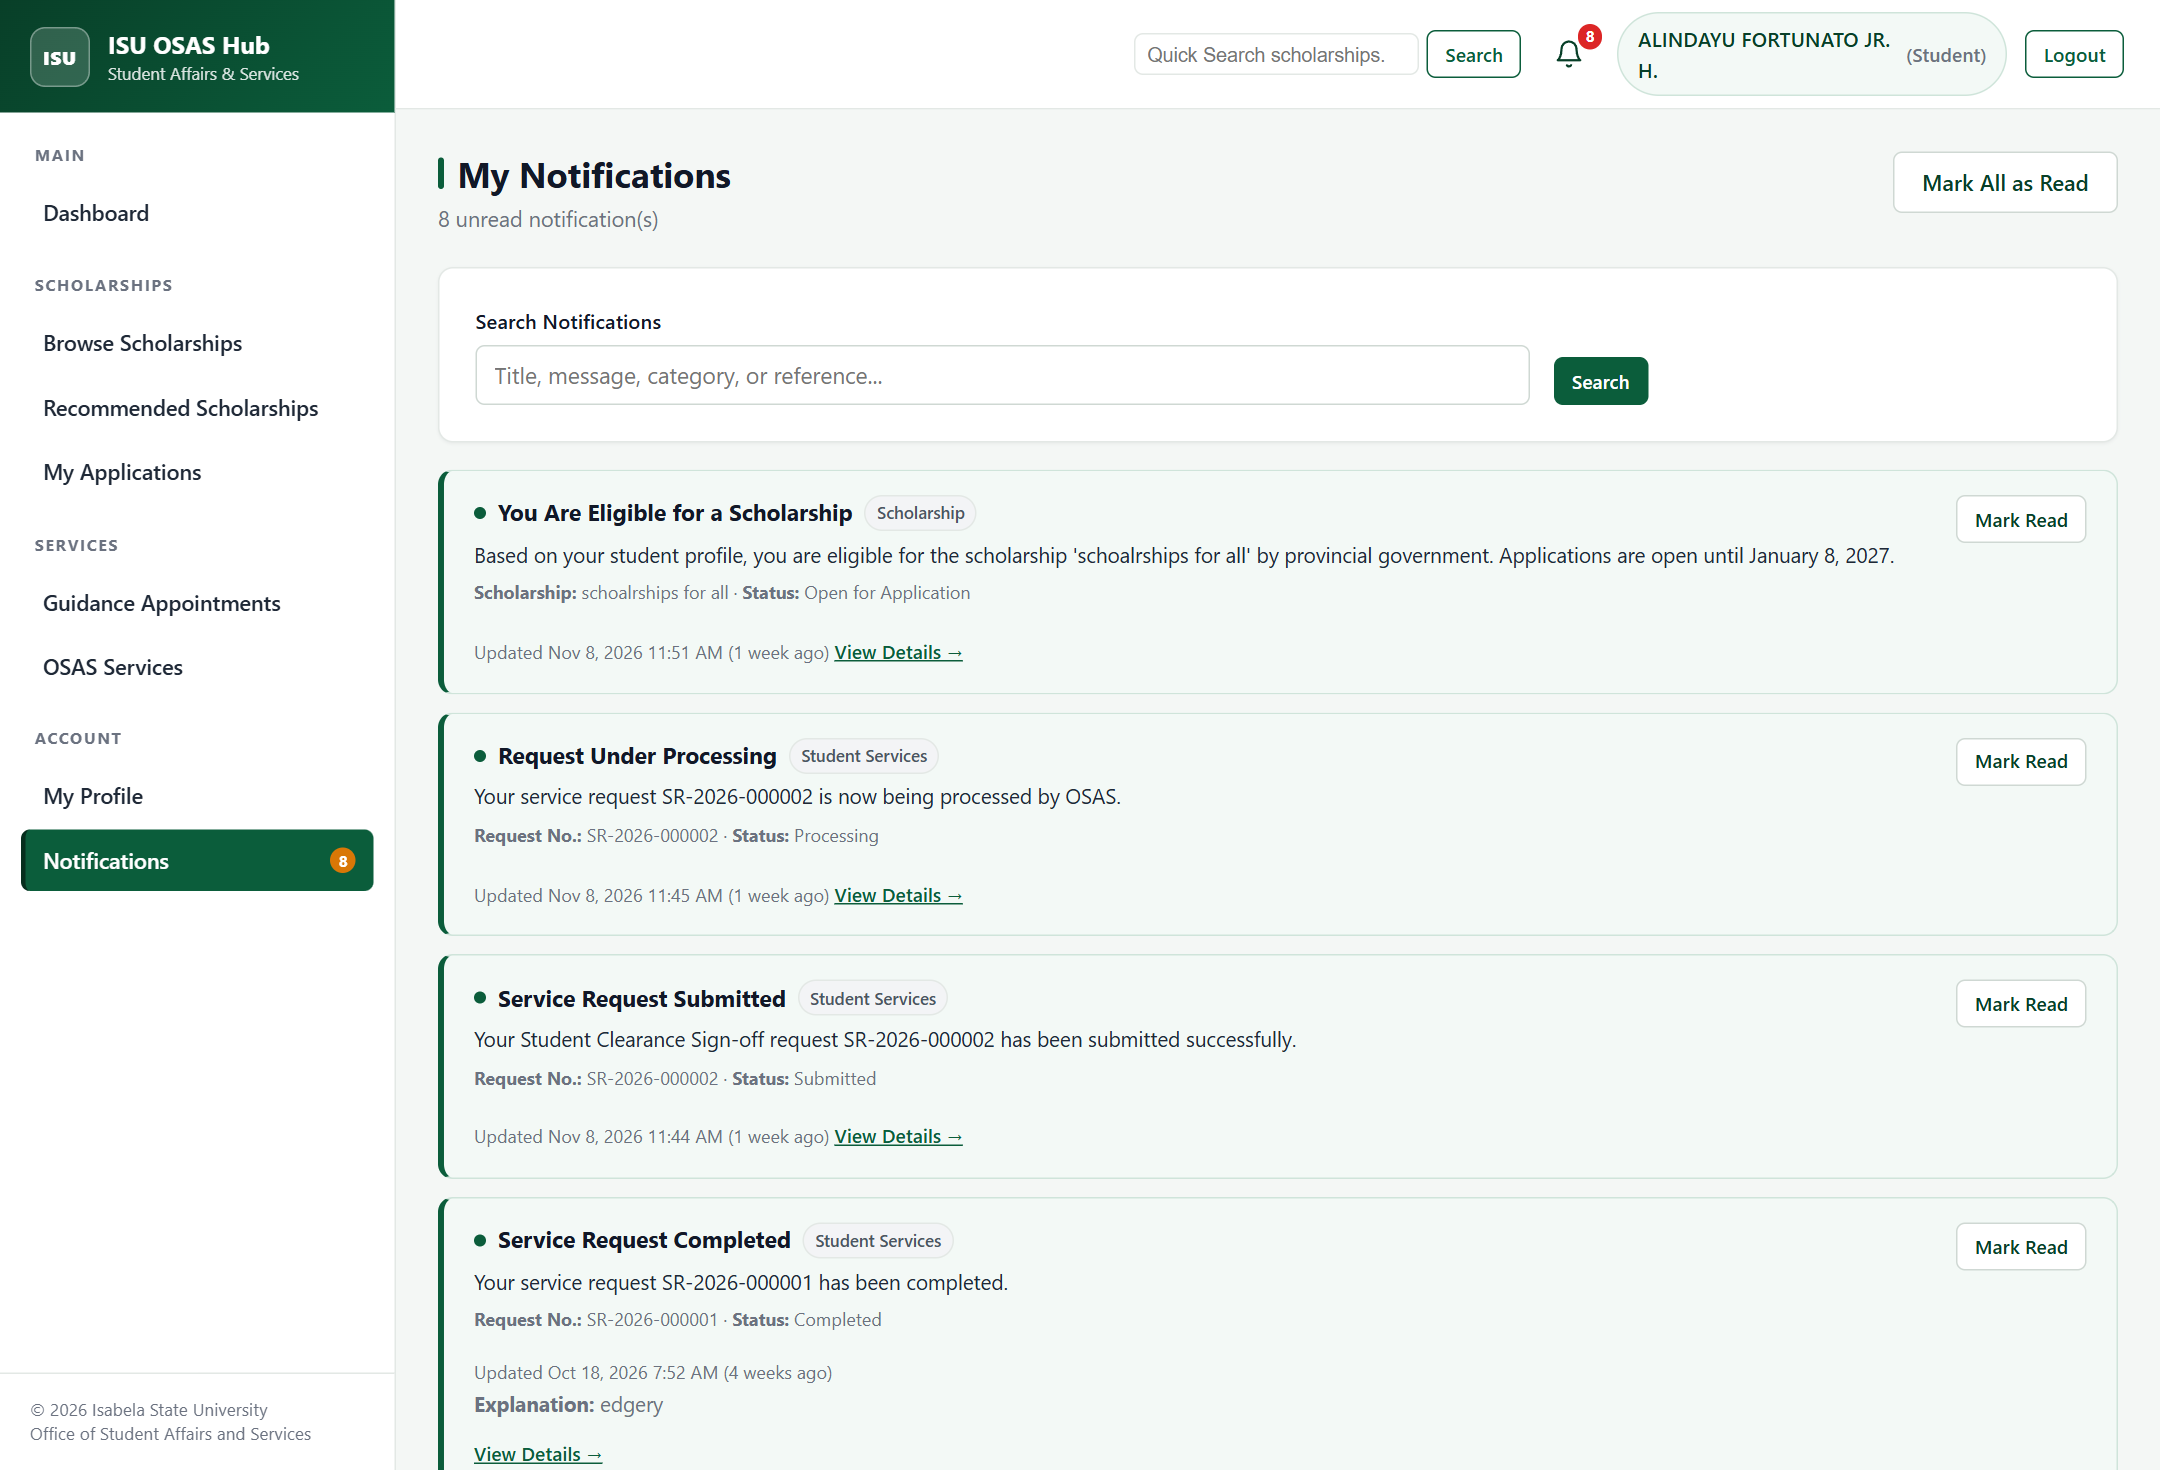 ISU
ISU OSAS Hub
Student Affairs & Services
MAIN
Dashboard
SCHOLARSHIPS
Browse Scholarships
Recommended Scholarships
My Applications
SERVICES
Guidance Appointments
OSAS Services
ACCOUNT
My Profile
Notifications 8
© 2026 Isabela State University
Office of Student Affairs and Services
Quick Search scholarships.
Search
8
ALINDAYU FORTUNATO JR. H.
(Student)
Logout
My Notifications
8 unread notification(s)
Mark All as Read
Search Notifications
Title, message, category, or reference...
Search
You Are Eligible for a Scholarship Scholarship
Mark Read
Based on your student profile, you are eligible for the scholarship 'schoalrships for all' by provincial government. Applications are open until January 8, 2027.
Scholarship: schoalrships for all · Status: Open for Application
Updated Nov 8, 2026 11:51 AM (1 week ago) View Details →
Request Under Processing Student Services
Mark Read
Your service request SR-2026-000002 is now being processed by OSAS.
Request No.: SR-2026-000002 · Status: Processing
Updated Nov 8, 2026 11:45 AM (1 week ago) View Details →
Service Request Submitted Student Services
Mark Read
Your Student Clearance Sign-off request SR-2026-000002 has been submitted successfully.
Request No.: SR-2026-000002 · Status: Submitted
Updated Nov 8, 2026 11:44 AM (1 week ago) View Details →
Service Request Completed Student Services
Mark Read
Your service request SR-2026-000001 has been completed.
Request No.: SR-2026-000001 · Status: Completed
Updated Oct 18, 2026 7:52 AM (4 weeks ago)
Explanation: edgery
View Details →